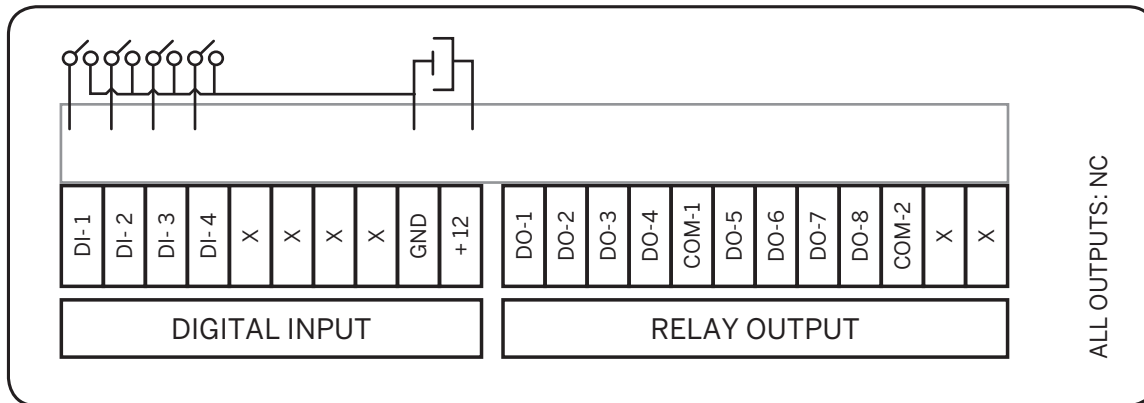 DI- 1
DI- 2
DI- 3
DI- 4
X
X
X
X
GND
+ 12
DO-1
DO-2
DO-3
DO-4
COM-1
DO-5
DO-6
DO-7
DO-8
COM-2
X
X
DIGITAL INPUT
RELAY OUTPUT
ALL OUTPUTS: NC